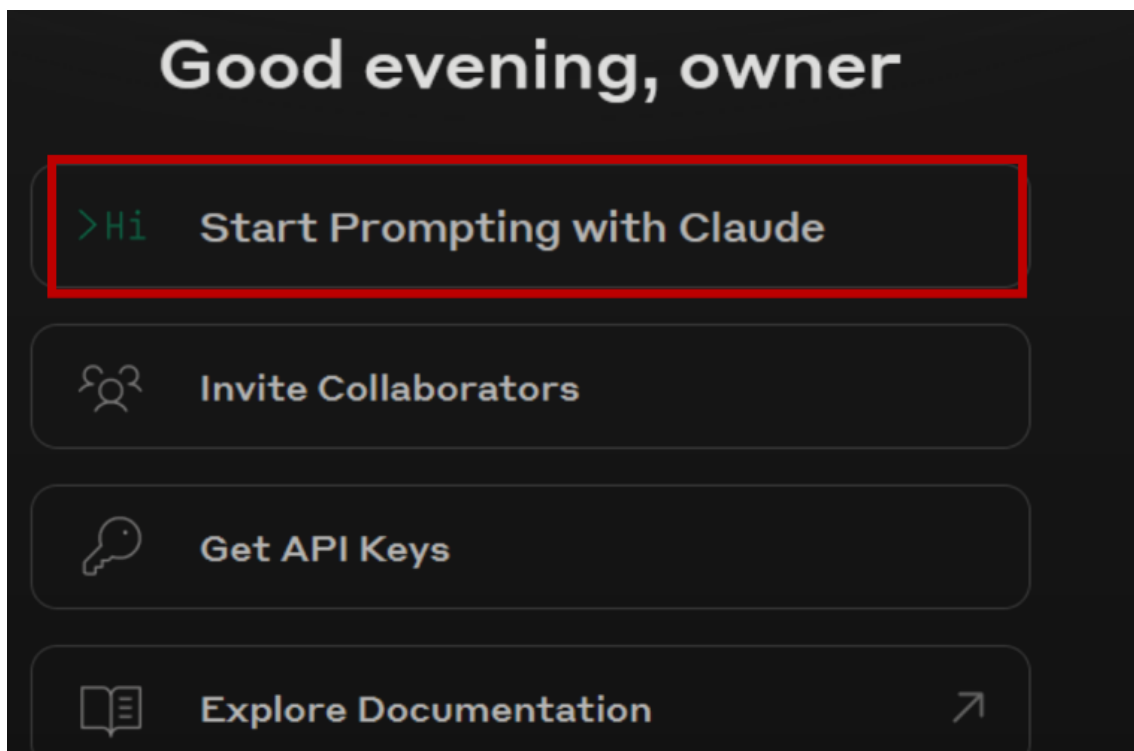 Good evening, owner
>Hi Start Prompting with Claude
Invite Collaborators
Get API Keys
Explore Documentation